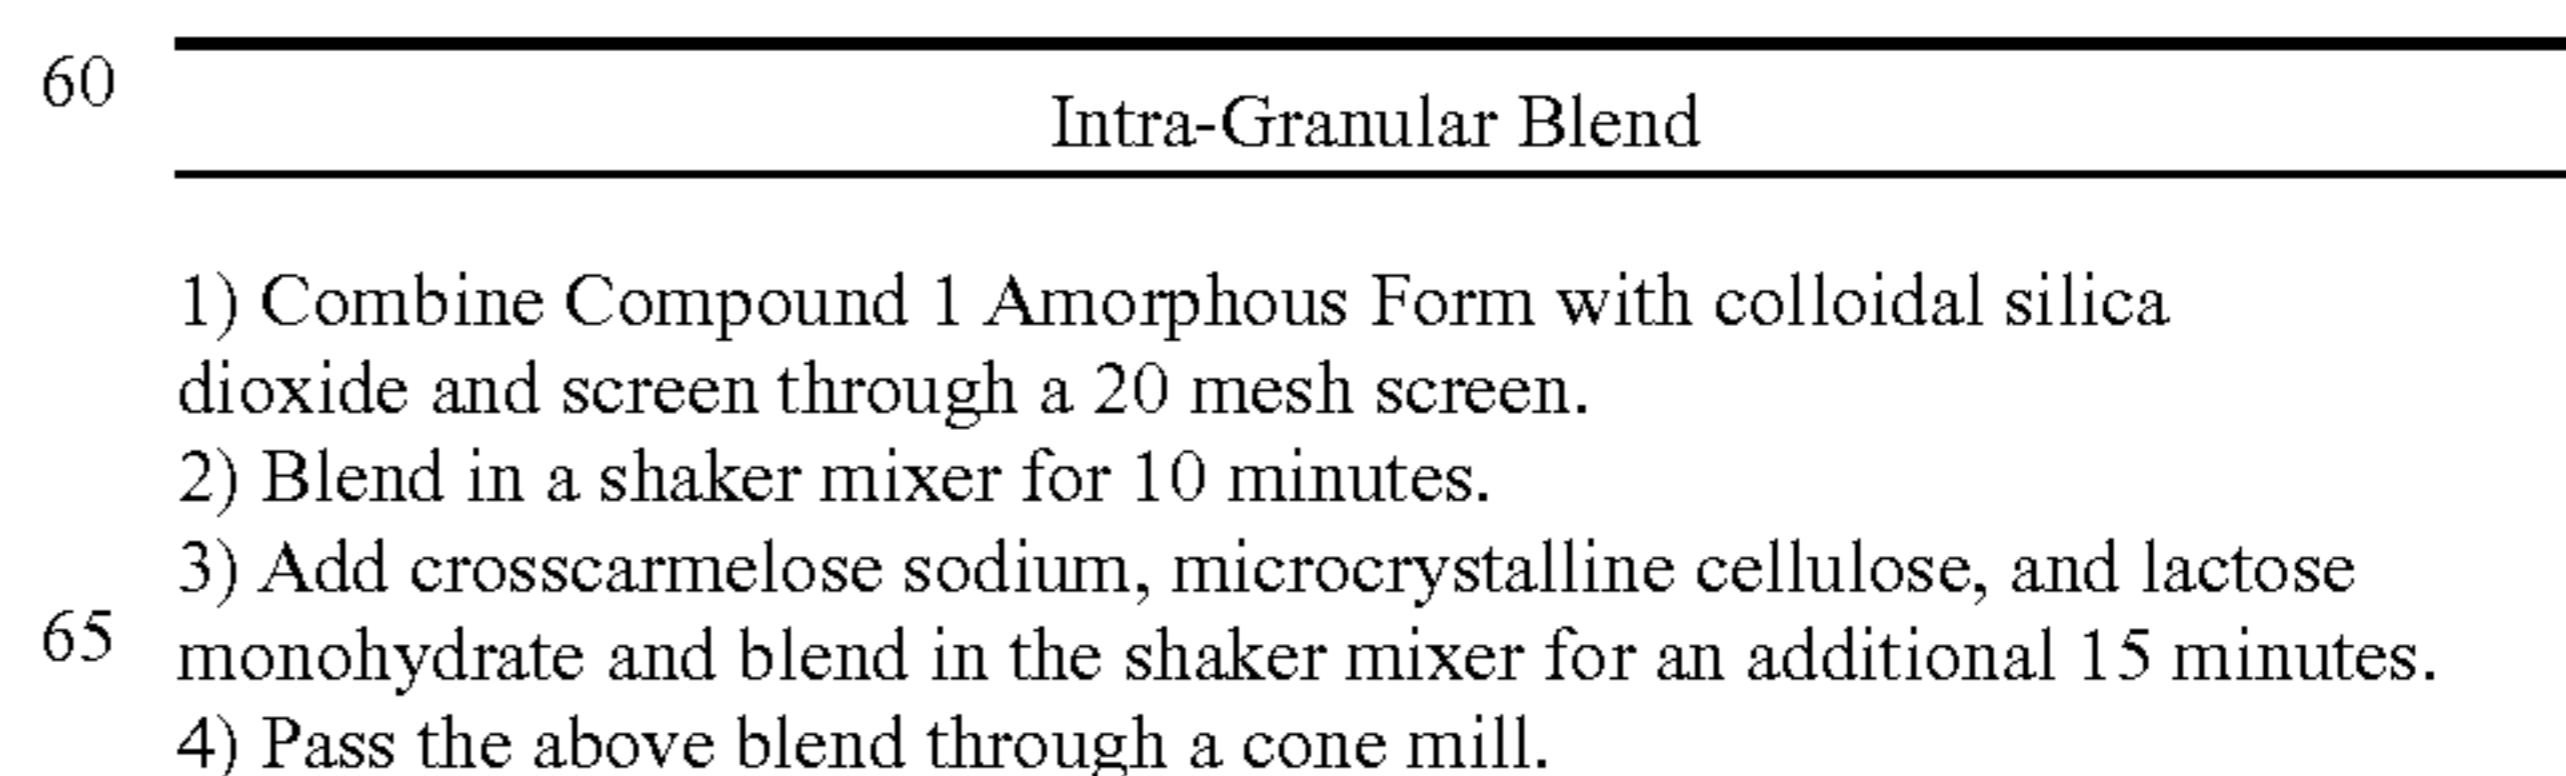 60
Intra-Granular Blend
1) Combine Compound 1 Amorphous Form with colloidal silica
dioxide and screen through a 20 mesh screen.
2) Blend in a shaker mixer for 10 minutes.
3) Add crosscarmelose sodium, microcrystalline cellulose, and lactose
65 monohydrate and blend in the shaker mixer for an additional 15 minutes.
4) Pass the above blend through a cone mill.